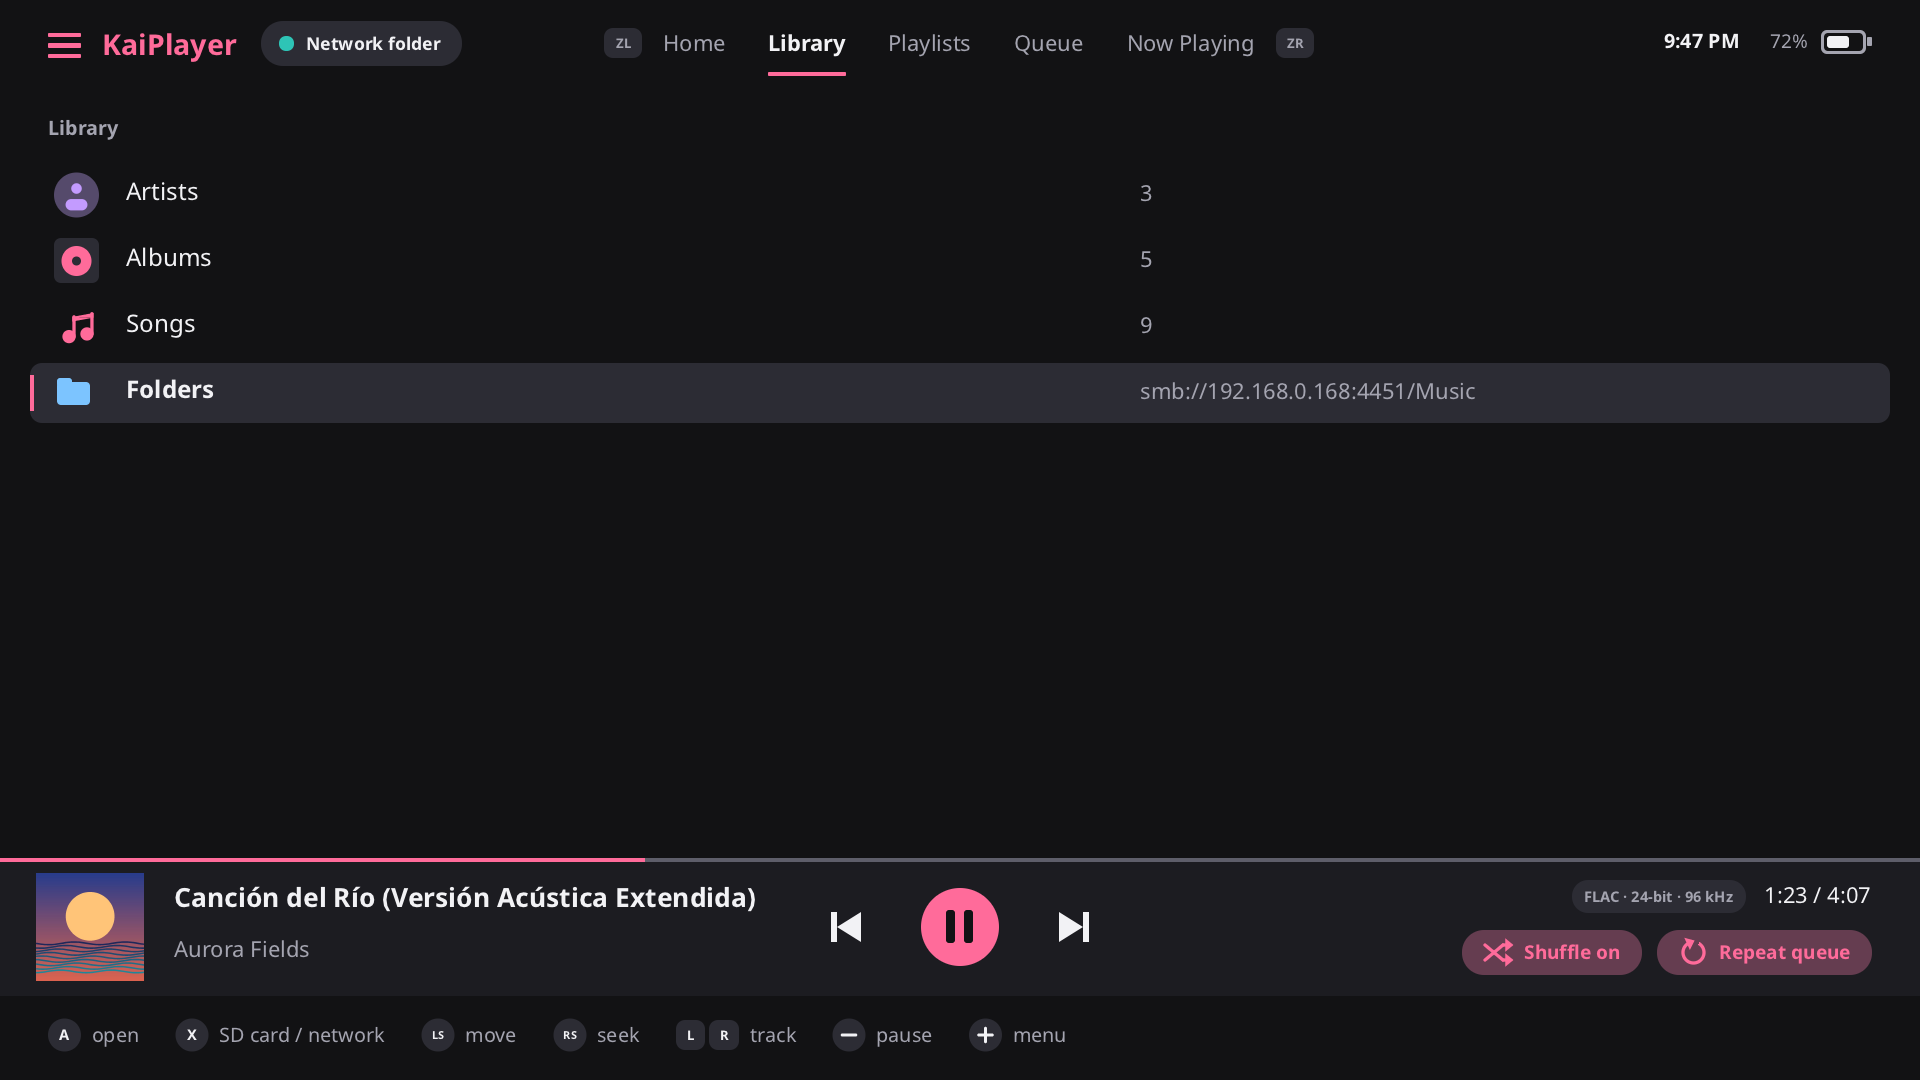 KaiPlayer Network folder ZL Home Library Playlists Queue Now Playing ZR 9:47 PM 72%
Library
Artists 3
Albums 5
Songs 9
Folders smb://192.168.0.168:4451/Music
Canción del Río (Versión Acústica Extendida)
Aurora Fields
FLAC · 24-bit · 96 kHz 1:23 / 4:07
Shuffle on Repeat queue
A open X SD card / network LS move RS seek L R track pause menu